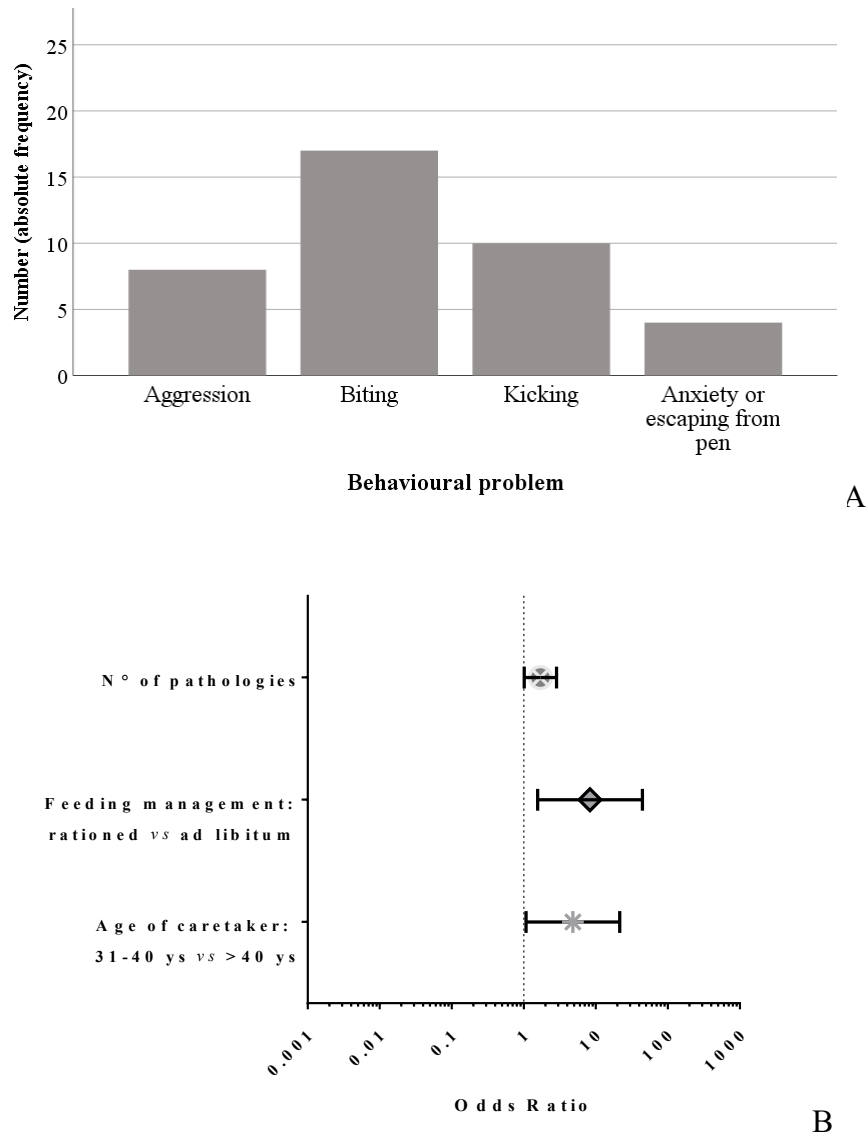 25
20
15
10
5
0
Number (absolute frequency)
Aggression
Biting
Kicking
Anxiety or
escaping from
pen
Behavioural problem
A
N° of pathologies
Feeding management:
rationed vs ad libitum
Age of caretaker:
31-40 ys vs >40 ys
0.001
0.01
0.1
1
10
100
1000
Odds Ratio
B